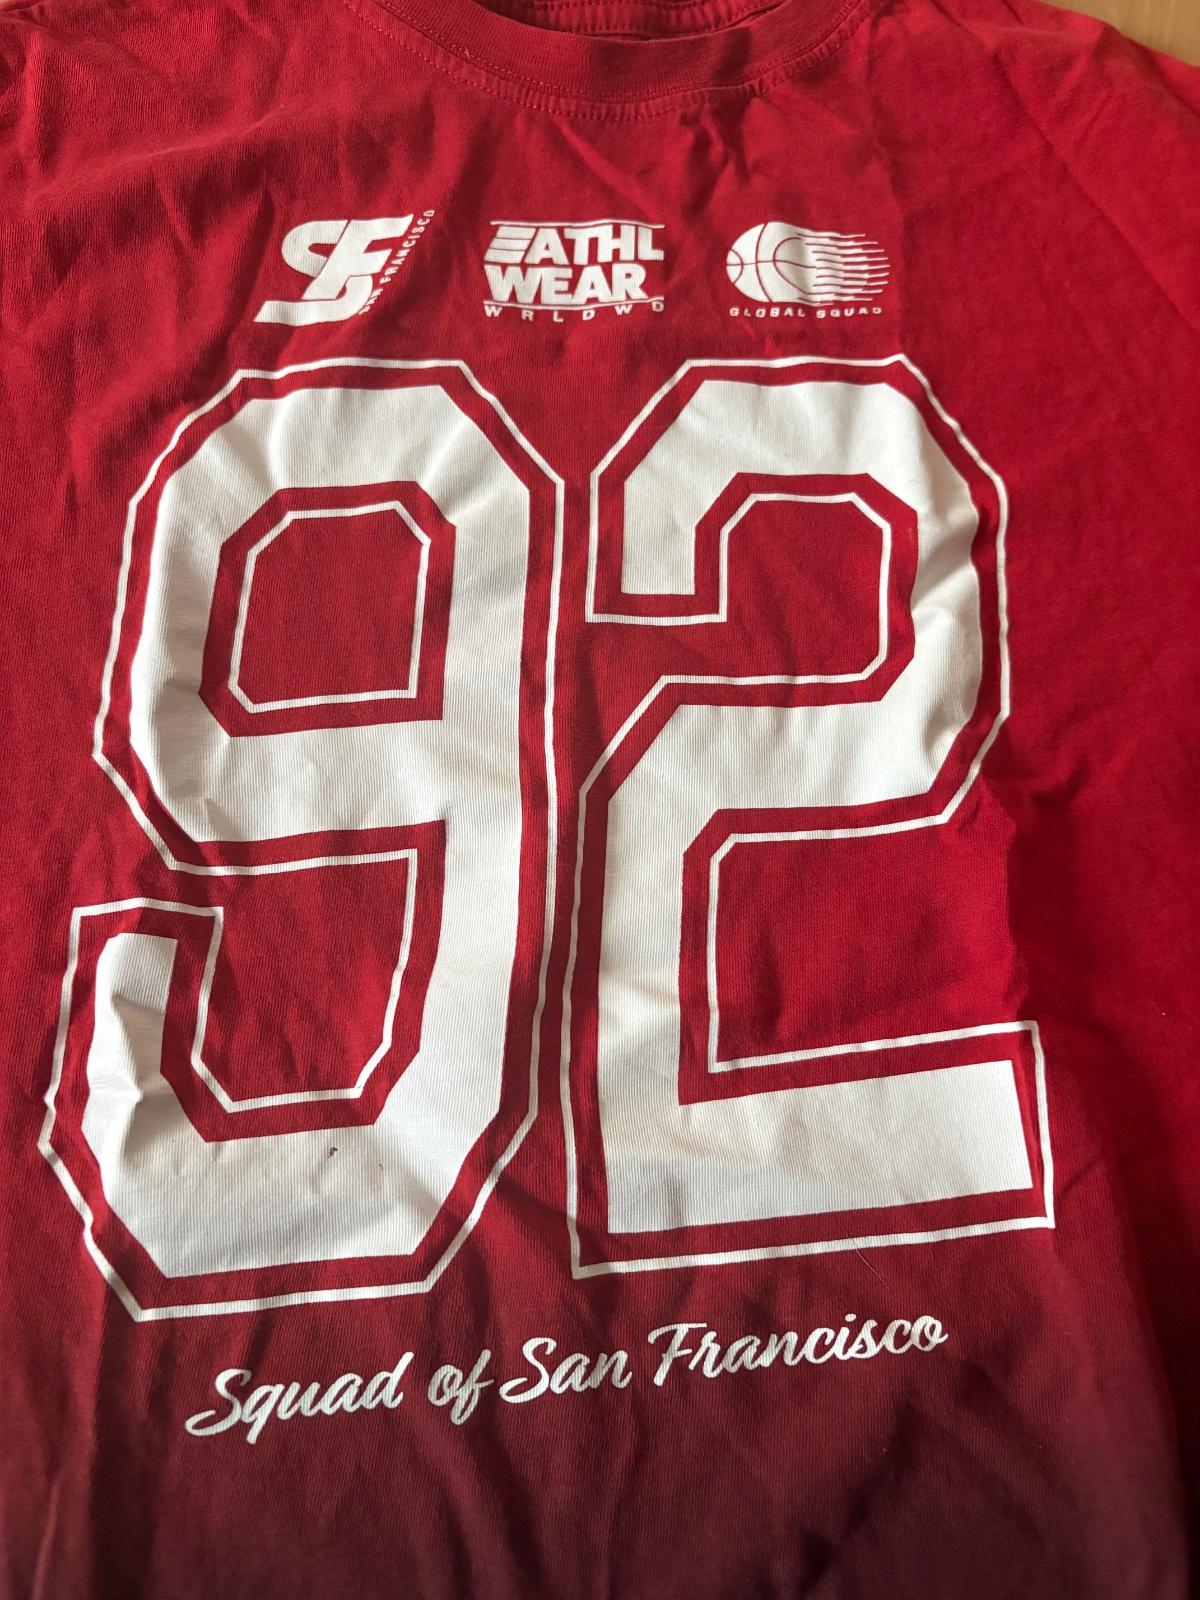 SF SAN FRANCISCO
ATHL
WEAR
WRLDWD
GLOBAL SQUAD
92
Squad of San Francisco